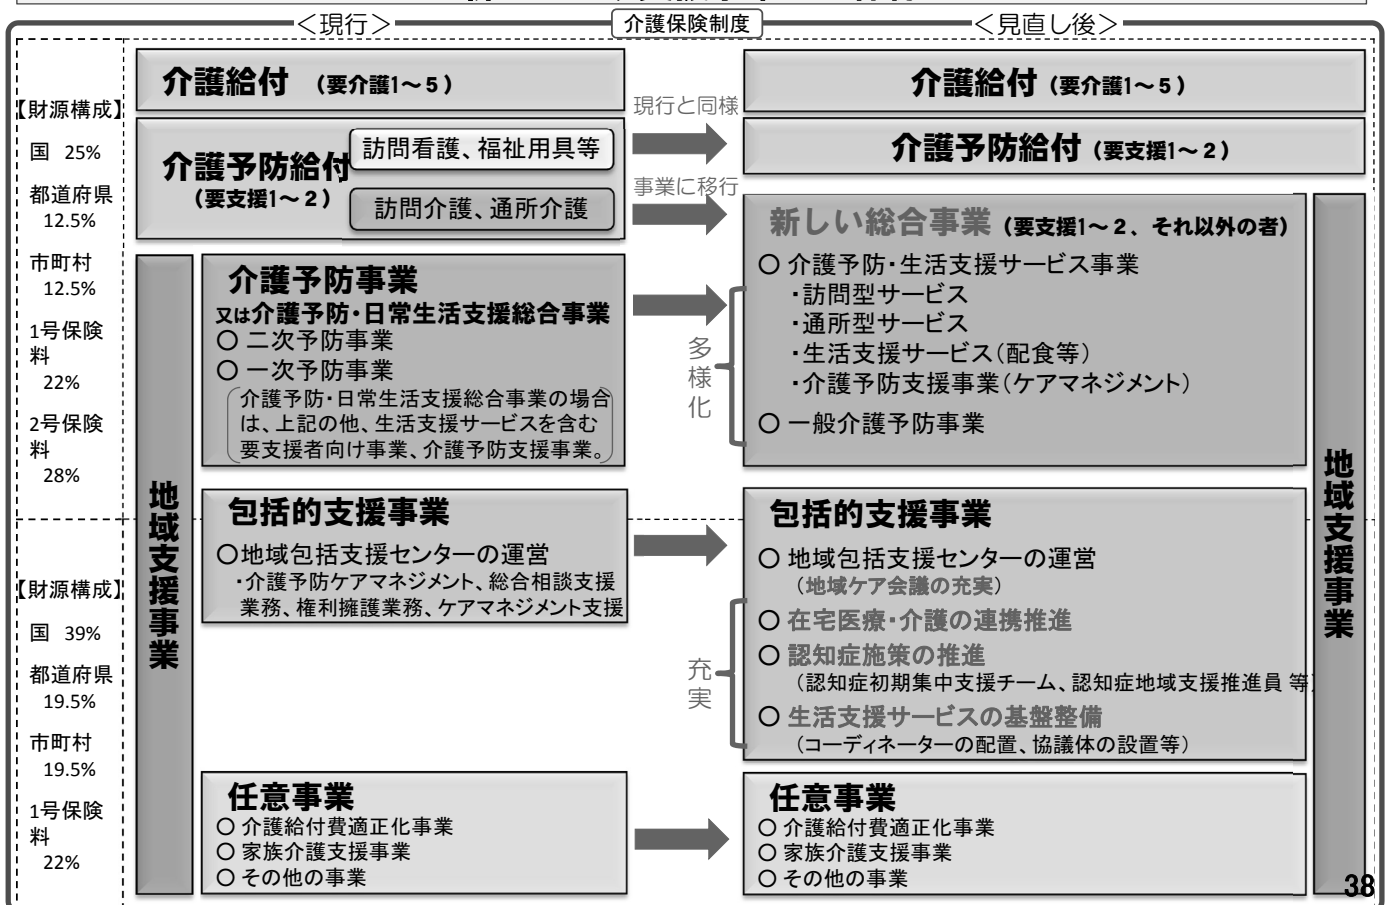 ＜現行＞
介護保険制度
＜見直し後＞
【財源構成】
国 25%
都道府県
12.5%
市町村
12.5%
1号保険
料
22%
2号保険
料
28%
【財源構成】
国 39%
都道府県
19.5%
市町村
19.5%
1号保険
料
22%
介護給付 （要介護1～5）
介護予防給付
（要支援1～2）
訪問看護、福祉用具等
訪問介護、通所介護
地域支援事業
介護予防事業
又は介護予防・日常生活支援総合事業
○ 二次予防事業
○ 一次予防事業
介護予防・日常生活支援総合事業の場合
は、上記の他、生活支援サービスを含む
要支援者向け事業、介護予防支援事業。
包括的支援事業
○地域包括支援センターの運営
・介護予防ケアマネジメント、総合相談支援
業務、権利擁護業務、ケアマネジメント支援
任意事業
○ 介護給付費適正化事業
○ 家族介護支援事業
○ その他の事業
現行と同様
事業に移行
多様化
充実
介護給付（要介護1～5）
介護予防給付（要支援1～2）
新しい総合事業（要支援1～2、それ以外の者）
○ 介護予防・生活支援サービス事業
・訪問型サービス
・通所型サービス
・生活支援サービス（配食等）
・介護予防支援事業（ケアマネジメント）
○ 一般介護予防事業
包括的支援事業
○ 地域包括支援センターの運営
（地域ケア会議の充実）
○ 在宅医療・介護の連携推進
○ 認知症施策の推進
（認知症初期集中支援チーム、認知症地域支援推進員 等）
○ 生活支援サービスの基盤整備
（コーディネーターの配置、協議体の設置等）
任意事業
○ 介護給付費適正化事業
○ 家族介護支援事業
○ その他の事業
地域支援事業
38